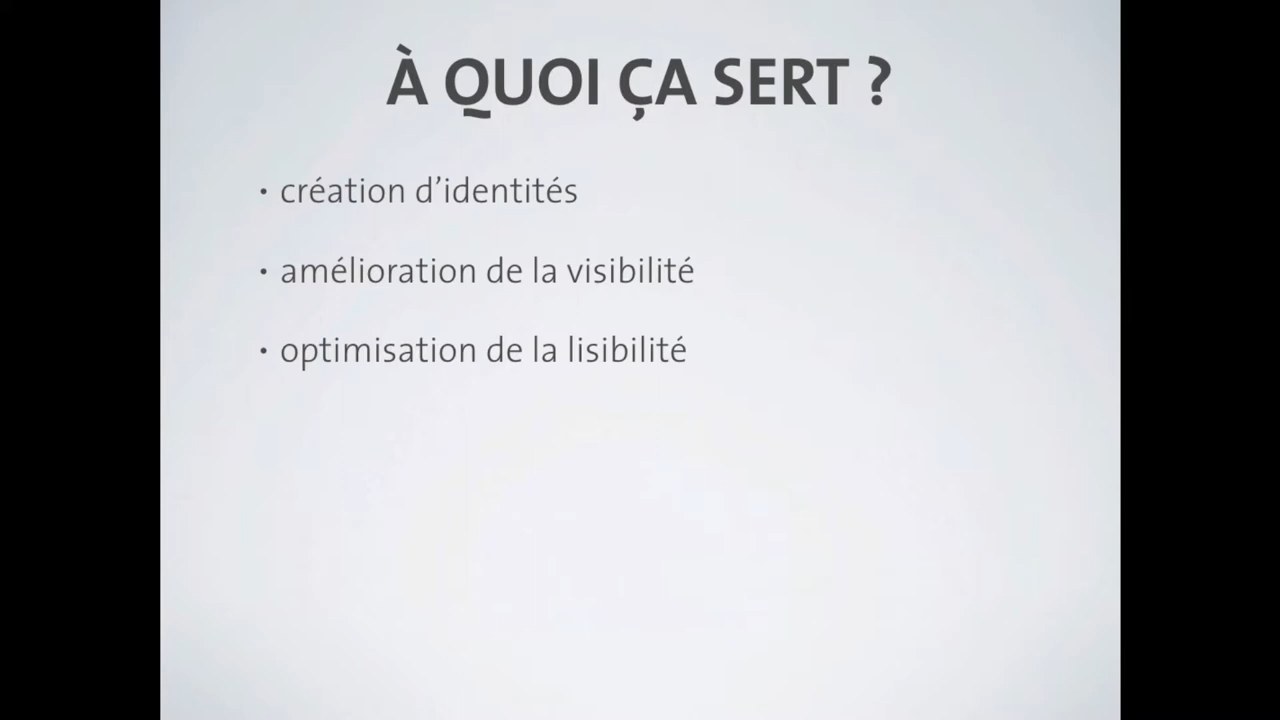 À QUOI ÇA SERT ?
• création d’identités
• amélioration de la visibilité
• optimisation de la lisibilité